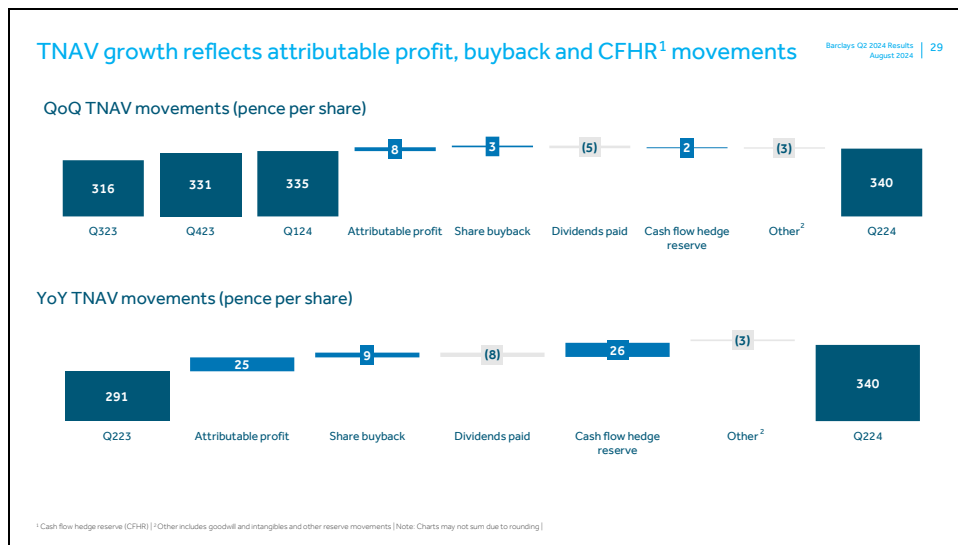 TNAV growth reflects attributable profit, buyback and CFHR¹ movements
Barclays Q2 2024 Results
August 2024
29
QoQ TNAV movements (pence per share)
316
331
335
8
3
(5)
2
(3)
340
Q323
Q423
Q124
Attributable profit
Share buyback
Dividends paid
Cash flow hedge
reserve
Other²
Q224
YoY TNAV movements (pence per share)
291
25
9
(8)
26
(3)
340
Q223
Attributable profit
Share buyback
Dividends paid
Cash flow hedge
reserve
Other ²
Q224
¹ Cash flow hedge reserve (CFHR) | ² Other includes goodwill and intangibles and other reserve movements | Note: Charts may not sum due to rounding |